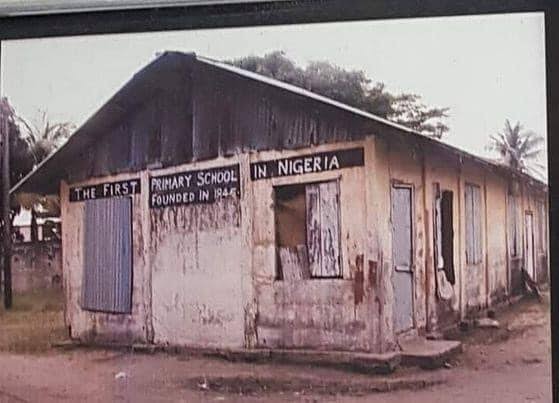 THE FIRST PRIMARY SCHOOL IN NIGERIA
FOUNDED IN 1845.